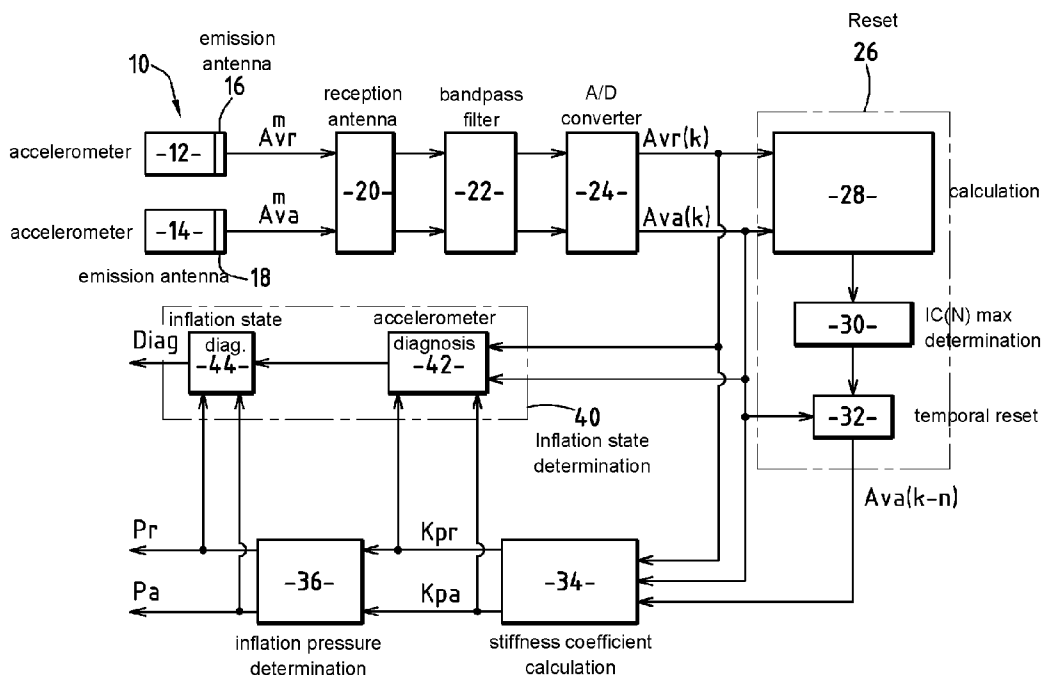 Reset
26
emission
antenna
16
10
reception
antenna
bandpass
filter
A/D
converter
m
Avr
Avr(k)
accelerometer
-12-
-20-
-22-
-24-
-28-
calculation
m
Ava
Ava(k)
accelerometer
-14-
emission antenna
18
inflation state
accelerometer
IC(N) max
determination
-30-
Diag
diag.
-44-
diagnosis
-42-
40
Inflation state
determination
-32-
temporal reset
Ava(k-n)
Pr
Kpr
-36-
-34-
Pa
Kpa
inflation pressure
determination
stiffness coefficient
calculation